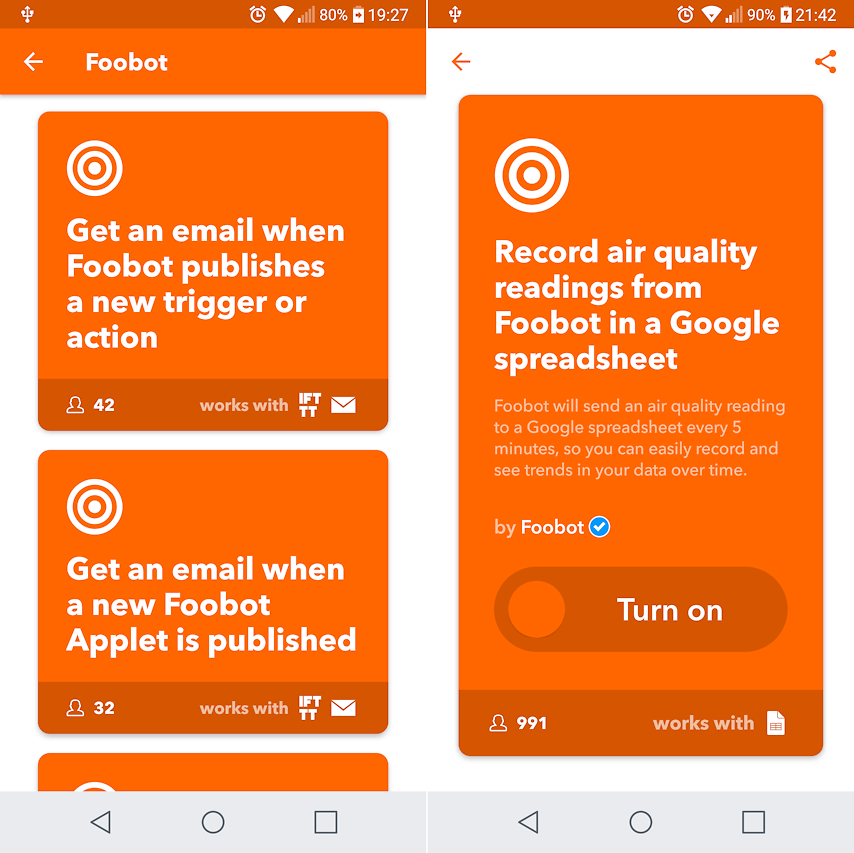 80% 19:27
Foobot
Get an email when
Foobot publishes
a new trigger or
action
42 works with IFTTT
Get an email when
a new Foobot
Applet is published
32 works with IFTTT
90% 21:42
Record air quality
readings from
Foobot in a Google
spreadsheet
Foobot will send an air quality reading
to a Google spreadsheet every 5
minutes, so you can easily record and
see trends in your data over time.
by Foobot
Turn on
991 works with